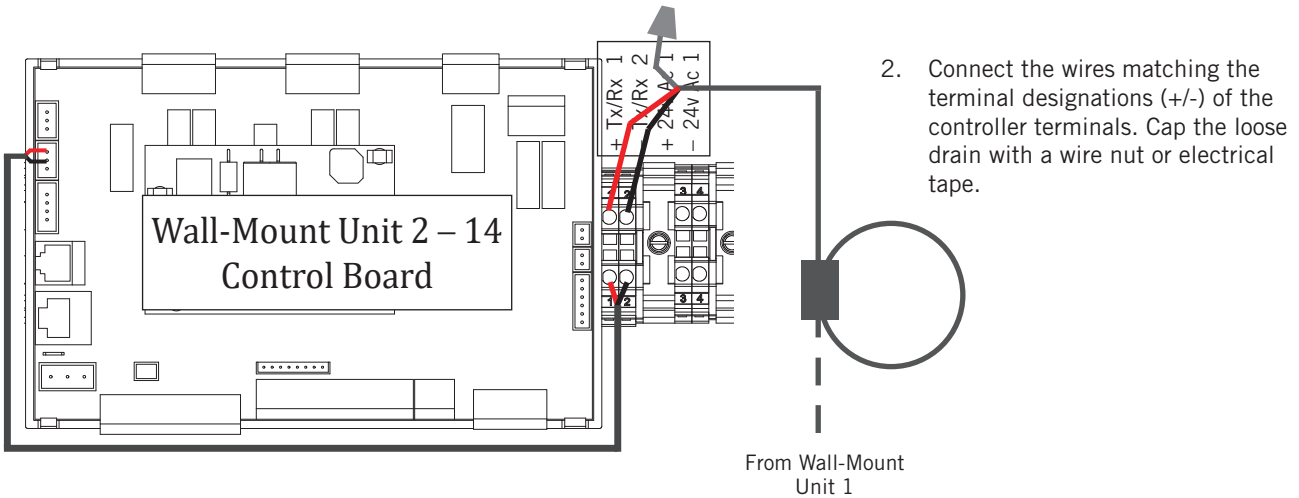 + Tx/Rx 1
Tx/Rx 2
+ 24v Ac 1
– 24v Ac 1
1 2
3 4
1 2
3 4
Wall-Mount Unit 2 – 14
Control Board
2. Connect the wires matching the
terminal designations (+/-) of the
controller terminals. Cap the loose
drain with a wire nut or electrical
tape.
From Wall-Mount
Unit 1